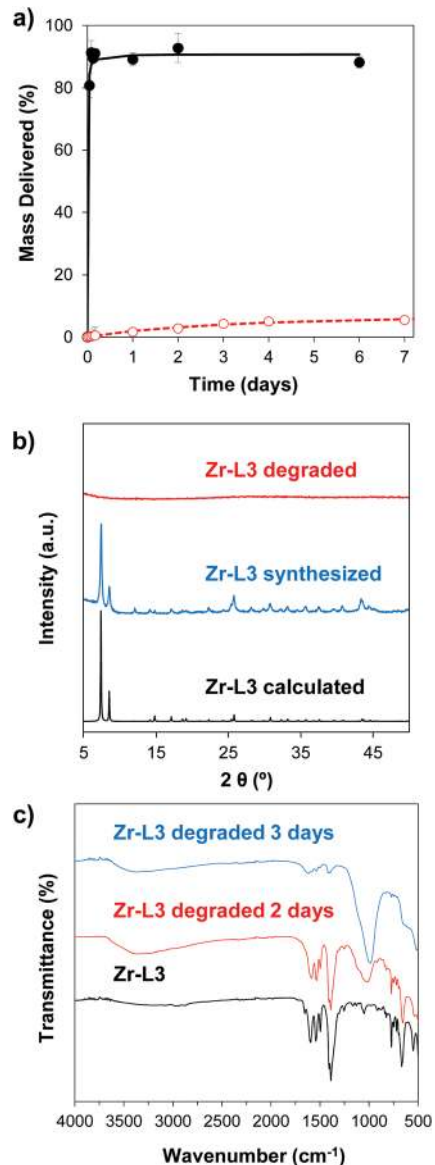 a)
100
80
60
40
20
0
Mass Delivered (%)
0 1 2 3 4 5 6 7
Time (days)
b)
Zr-L3 degraded
Zr-L3 synthesized
Zr-L3 calculated
Intensity (a.u.)
5 15 25 35 45
2 θ (º)
c)
Zr-L3 degraded 3 days
Zr-L3 degraded 2 days
Zr-L3
Transmittance (%)
4000 3500 3000 2500 2000 1500 1000 500
Wavenumber (cm⁻¹)